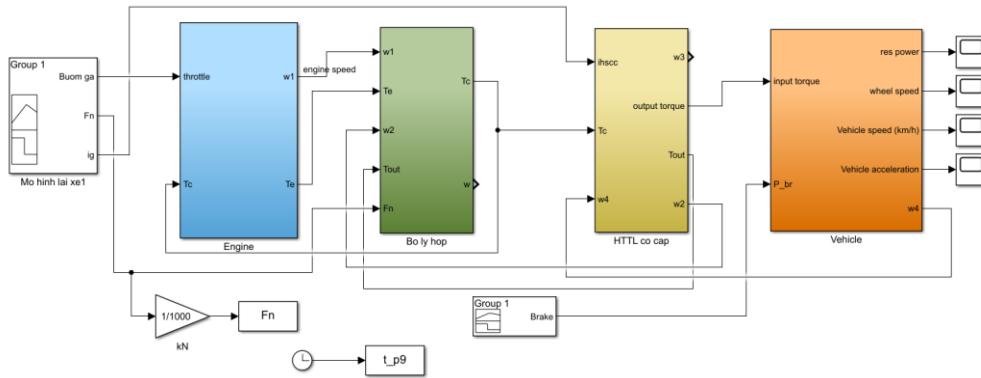 Group 1
Buom ga
Fn
ig
Mo hinh lai xe1
throttle
w1
Tc
Te
Engine
engine speed
w1
Te
w2
Tout
Fn
Tc
w
Bo ly hop
ihscc
Tc
w4
w3
output torque
Tout
w2
HTTL co cap
input torque
P_br
res power
wheel speed
Vehicle speed (km/h)
Vehicle acceleration
w4
Vehicle
1/1000
kN
Fn
t_p9
Group 1
Brake